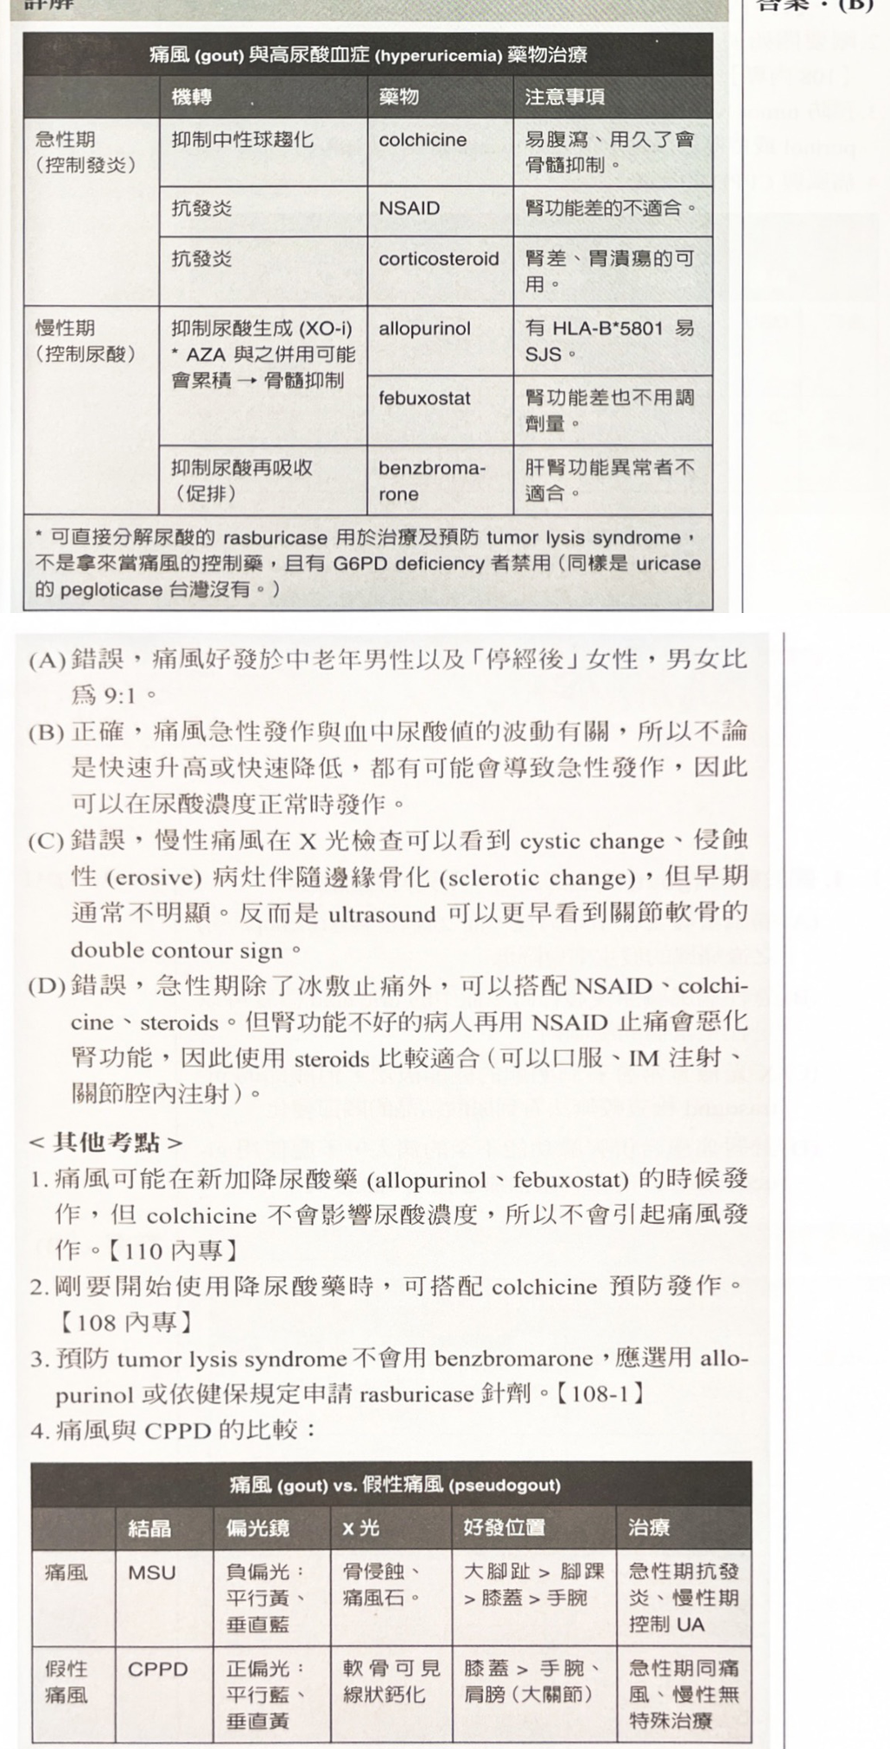 詳解
答案：(B)
痛風 (gout) 與高尿酸血症 (hyperuricemia) 藥物治療
機轉 藥物 注意事項
急性期 抑制中性球趨化 colchicine 易腹瀉、用久了會
（控制發炎） 骨髓抑制。
抗發炎 NSAID 腎功能差的不適合。
抗發炎 corticosteroid 腎差、胃潰瘍的可
用。
慢性期 抑制尿酸生成 (XO-i) allopurinol 有 HLA-B*5801 易
（控制尿酸） * AZA 與之併用可能 SJS。
會累積 → 骨髓抑制
febuxostat 腎功能差也不用調
劑量。
抑制尿酸再吸收 benzbroma- 肝腎功能異常者不
（促排） rone 適合。
* 可直接分解尿酸的 rasburicase 用於治療及預防 tumor lysis syndrome，
不是拿來當痛風的控制藥，且有 G6PD deficiency 者禁用（同樣是 uricase
的 pegloticase 台灣沒有。）
(A) 錯誤，痛風好發於中老年男性以及「停經後」女性，男女比
為 9:1。
(B) 正確，痛風急性發作與血中尿酸值的波動有關，所以不論
是快速升高或快速降低，都有可能會導致急性發作，因此
可以在尿酸濃度正常時發作。
(C) 錯誤，慢性痛風在 X 光檢查可以看到 cystic change、侵蝕
性 (erosive) 病灶伴隨邊緣骨化 (sclerotic change)，但早期
通常不明顯。反而是 ultrasound 可以更早看到關節軟骨的
double contour sign。
(D) 錯誤，急性期除了冰敷止痛外，可以搭配 NSAID、colchi-
cine、steroids。但腎功能不好的病人再用 NSAID 止痛會惡化
腎功能，因此使用 steroids 比較適合（可以口服、IM 注射、
關節腔內注射）。
< 其他考點 >
1. 痛風可能在新加降尿酸藥 (allopurinol、febuxostat) 的時候發
作，但 colchicine 不會影響尿酸濃度，所以不會引起痛風發
作。【110 內專】
2. 剛要開始使用降尿酸藥時，可搭配 colchicine 預防發作。
【108 內專】
3. 預防 tumor lysis syndrome 不會用 benzbromarone，應選用 allo-
purinol 或依健保規定申請 rasburicase 針劑。【108-1】
4. 痛風與 CPPD 的比較：
痛風 (gout) vs. 假性痛風 (pseudogout)
結晶 偏光鏡 x 光 好發位置 治療
痛風 MSU 負偏光： 骨侵蝕、 大腳趾 > 腳踝 急性期抗發
平行黃、 痛風石。 > 膝蓋 > 手腕 炎、慢性期
垂直藍 控制 UA
假性 CPPD 正偏光： 軟骨可見 膝蓋 > 手腕、 急性期同痛
痛風 平行藍、 線狀鈣化 肩膀（大關節） 風、慢性無
垂直黃 特殊治療